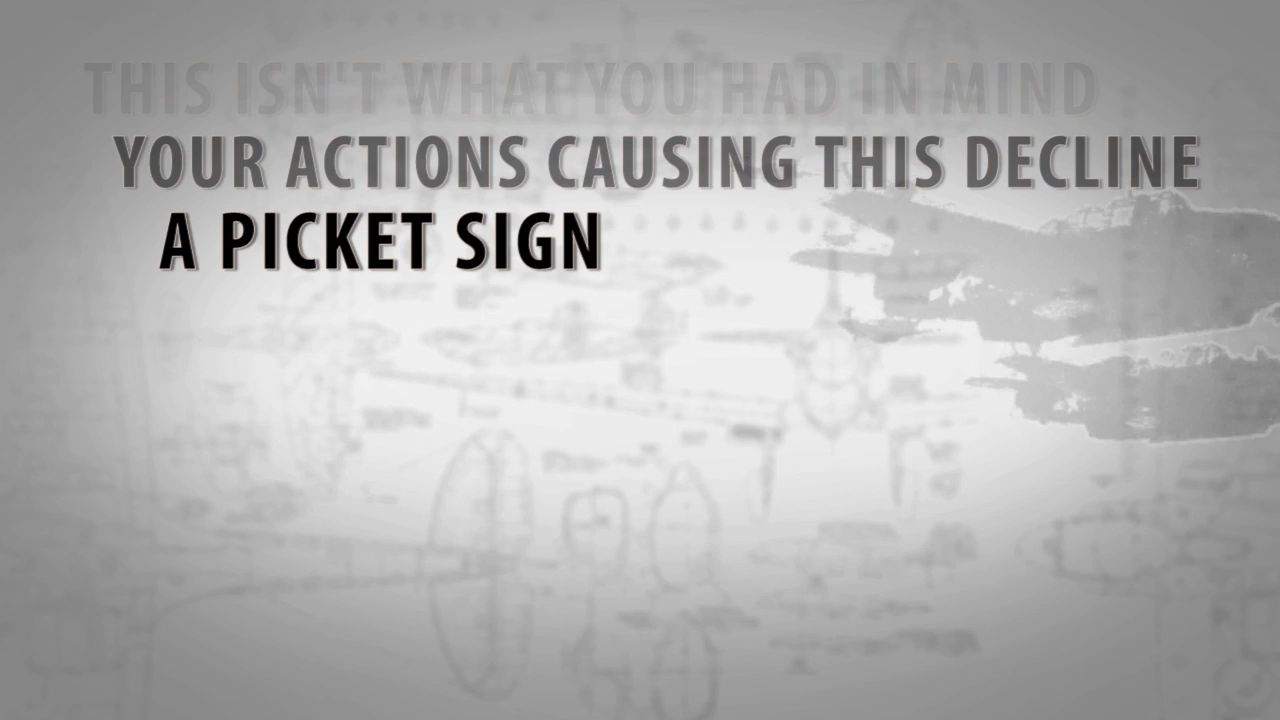 THIS ISN'T WHAT YOU HAD IN MIND
YOUR ACTIONS CAUSING THIS DECLINE
A PICKET SIGN